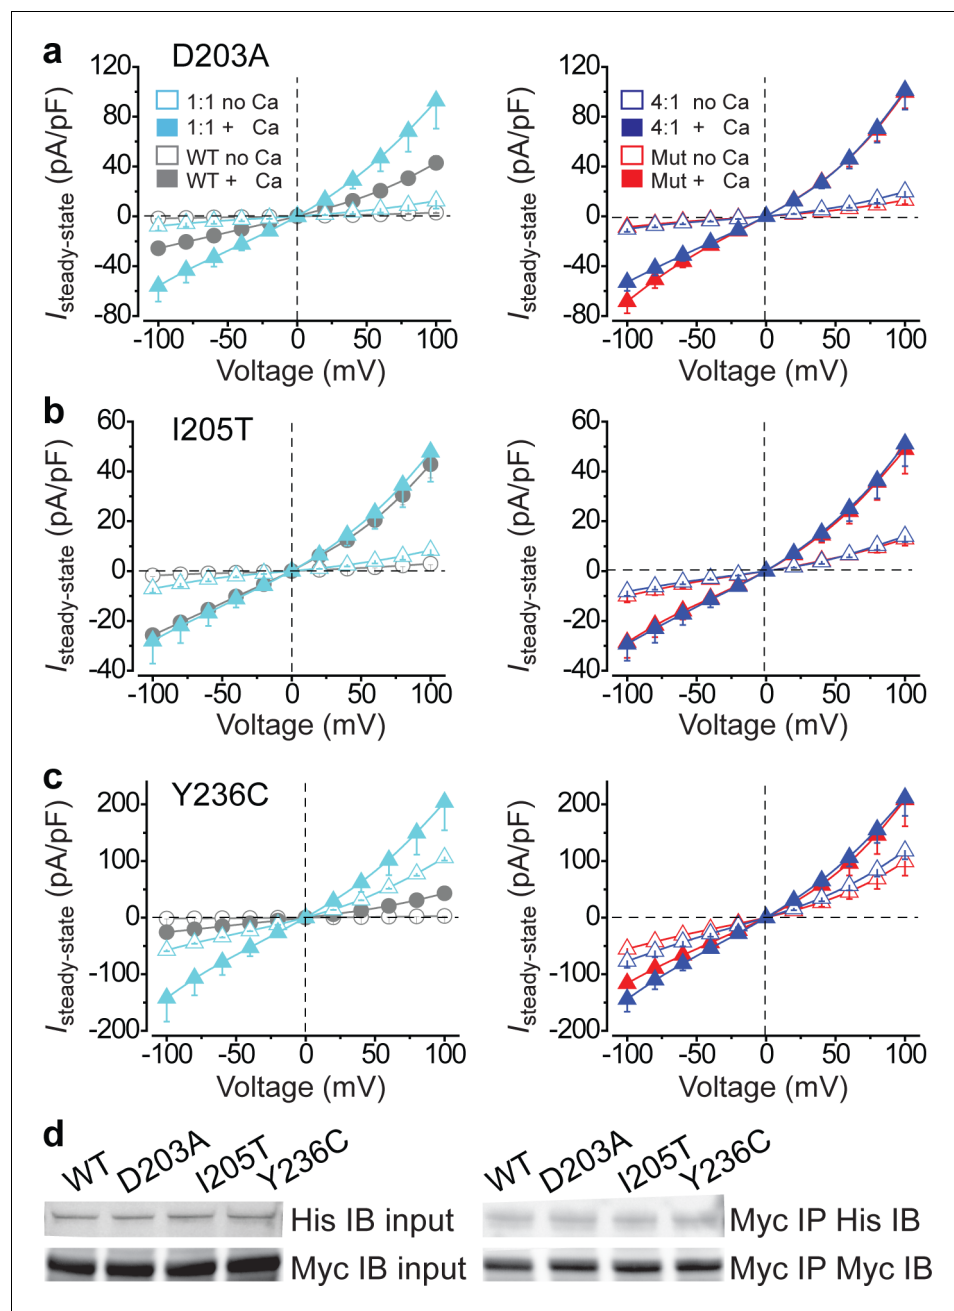 a
D203A
120
80
40
0
-40
-80
I steady-state (pA/pF)
1:1 no Ca
1:1 + Ca
WT no Ca
WT + Ca
-100 -50 0 50 100
Voltage (mV)
120
80
40
0
-40
-80
I steady-state (pA/pF)
4:1 no Ca
4:1 + Ca
Mut no Ca
Mut + Ca
-100 -50 0 50 100
Voltage (mV)
b
I205T
60
40
20
0
-20
-40
I steady-state (pA/pF)
-100 -50 0 50 100
Voltage (mV)
60
40
20
0
-20
-40
I steady-state (pA/pF)
-100 -50 0 50 100
Voltage (mV)
c
Y236C
200
100
0
-100
-200
I steady-state (pA/pF)
-100 -50 0 50 100
Voltage (mV)
200
100
0
-100
-200
I steady-state (pA/pF)
-100 -50 0 50 100
Voltage (mV)
d
WT D203A I205T Y236C
His IB input
Myc IB input
WT D203A I205T Y236C
Myc IP His IB
Myc IP Myc IB